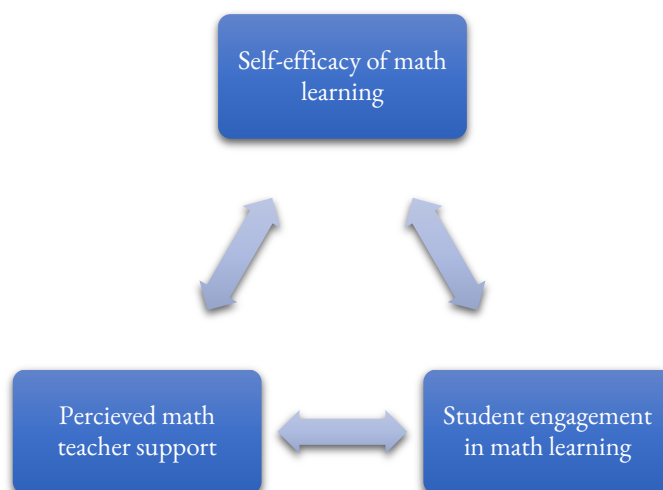 Self-efficacy of math
learning
Percieved math
teacher support
Student engagement
in math learning